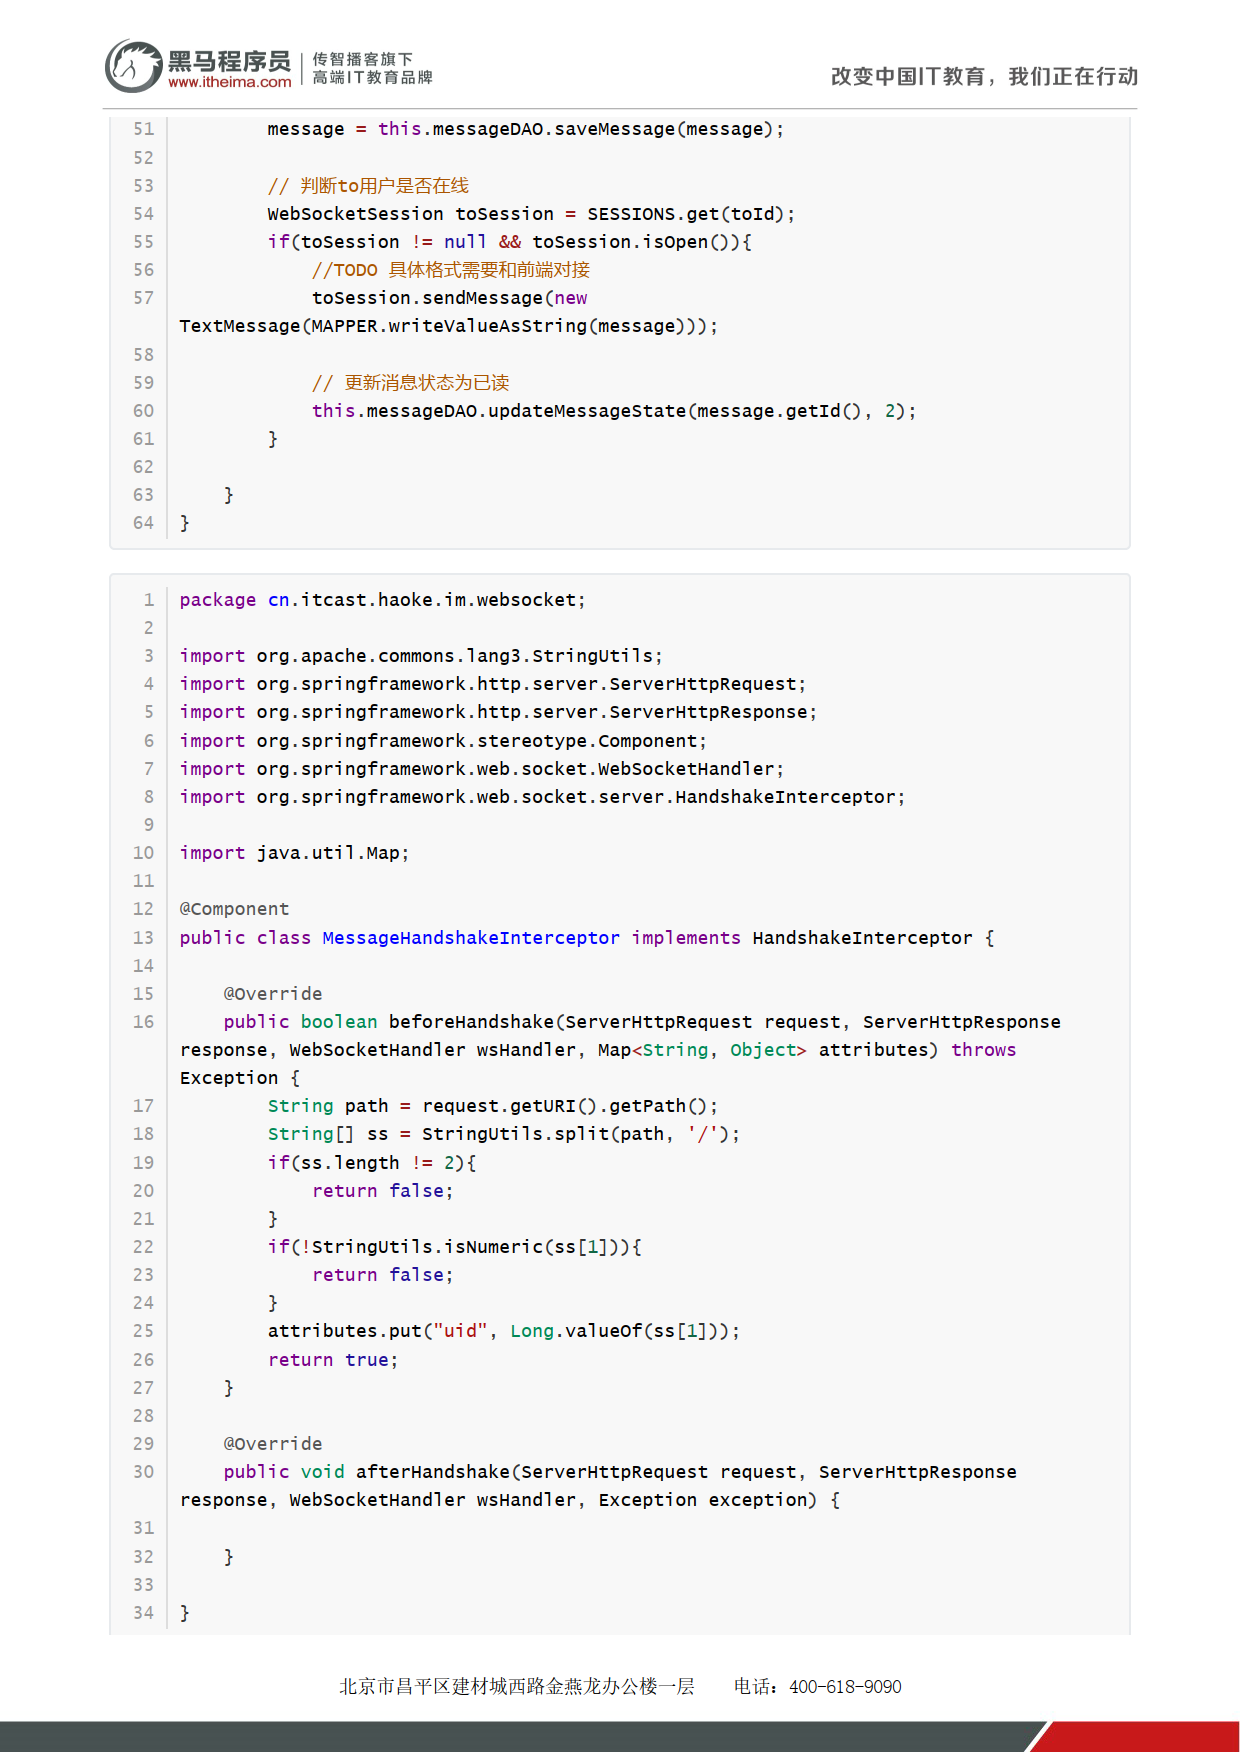 黑马程序员
www.itheima.com
传智播客旗下
高端IT教育品牌
改变中国IT教育，我们正在行动
51         message = this.messageDAO.saveMessage(message);
52
53         // 判断to用户是否在线
54         WebSocketSession toSession = SESSIONS.get(toId);
55         if(toSession != null && toSession.isOpen()){
56             //TODO 具体格式需要和前端对接
57             toSession.sendMessage(new
TextMessage(MAPPER.writeValueAsString(message)));
58
59             // 更新消息状态为已读
60             this.messageDAO.updateMessageState(message.getId(), 2);
61         }
62
63     }
64 }
1 package cn.itcast.haoke.im.websocket;
2
3 import org.apache.commons.lang3.StringUtils;
4 import org.springframework.http.server.ServerHttpRequest;
5 import org.springframework.http.server.ServerHttpResponse;
6 import org.springframework.stereotype.Component;
7 import org.springframework.web.socket.WebSocketHandler;
8 import org.springframework.web.socket.server.HandshakeInterceptor;
9
10 import java.util.Map;
11
12 @Component
13 public class MessageHandshakeInterceptor implements HandshakeInterceptor {
14
15     @Override
16     public boolean beforeHandshake(ServerHttpRequest request, ServerHttpResponse
response, WebSocketHandler wsHandler, Map<String, Object> attributes) throws
Exception {
17         String path = request.getURI().getPath();
18         String[] ss = StringUtils.split(path, '/');
19         if(ss.length != 2){
20             return false;
21         }
22         if(!StringUtils.isNumeric(ss[1])){
23             return false;
24         }
25         attributes.put("uid", Long.valueOf(ss[1]));
26         return true;
27     }
28
29     @Override
30     public void afterHandshake(ServerHttpRequest request, ServerHttpResponse
response, WebSocketHandler wsHandler, Exception exception) {
31
32     }
33
34 }
北京市昌平区建材城西路金燕龙办公楼一层 电话：400-618-9090